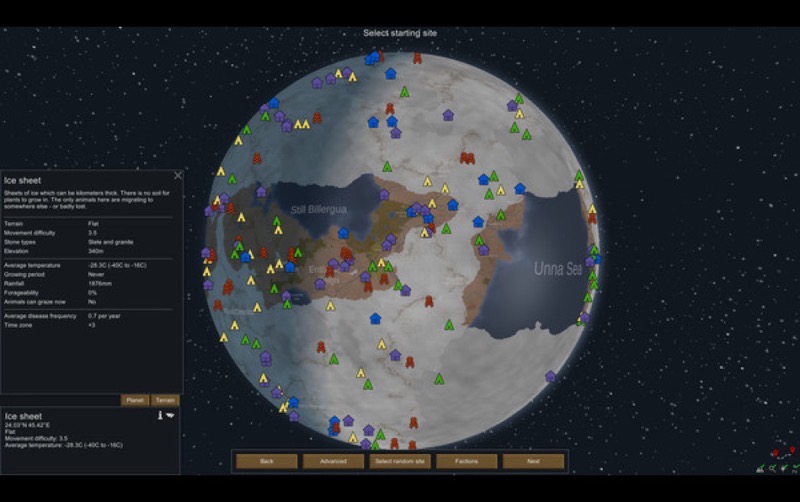 Select starting site
Ice sheet
Sheets of ice which can be kilometers thick. There is no soil for
plants to grow in. The only animals here are migrating to
somewhere else - or badly lost.
Terrain Flat
Movement difficulty 3.5
Stone types Slate and granite
Elevation 340m
Average temperature -28.3C (-40C to -16C)
Growing period Never
Rainfall 1876mm
Forageability 0%
Animals can graze now No
Average disease frequency 0.7 per year
Time zone +3
Still Billergua
Unna Sea
Planet Terrain
Ice sheet
24.03°N 45.42°E
Flat
Movement difficulty: 3.5
Average temperature: -28.3C (-40C to -16C)
Back Advanced Select random site Factions Next